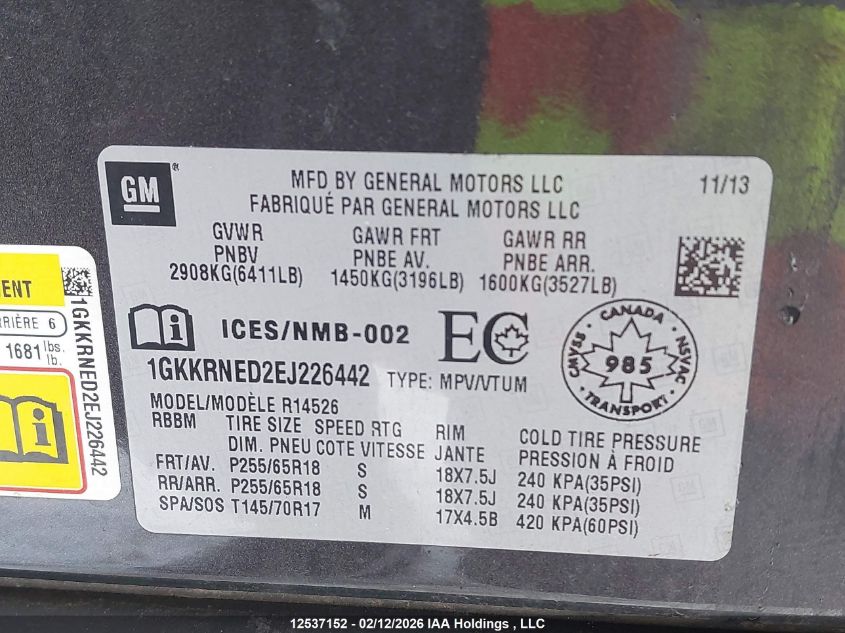 GM
®
MFD BY GENERAL MOTORS LLC
FABRIQUÉ PAR GENERAL MOTORS LLC
11/13
GVWR GAWR FRT GAWR RR
PNBV PNBE AV. PNBE ARR.
2908KG(6411LB) 1450KG(3196LB) 1600KG(3527LB)
ICES/NMB-002 EC
CANADA CMVSS 985 NSVAC TRANSPORT
1GKKRNED2EJ226442 TYPE: MPV/VTUM
MODEL/MODÈLE R14526
RBBM TIRE SIZE SPEED RTG RIM COLD TIRE PRESSURE
DIM. PNEU COTE VITESSE JANTE PRESSION À FROID
FRT/AV. P255/65R18 S 18X7.5J 240 KPA(35PSI)
RR/ARR. P255/65R18 S 18X7.5J 240 KPA(35PSI)
SPA/SOS T145/70R17 M 17X4.5B 420 KPA(60PSI)
ENT
RRIÈRE 6
1681 lbs.
lb.
1GKKRNED2EJ226442
12537152 - 02/12/2026 IAA Holdings , LLC